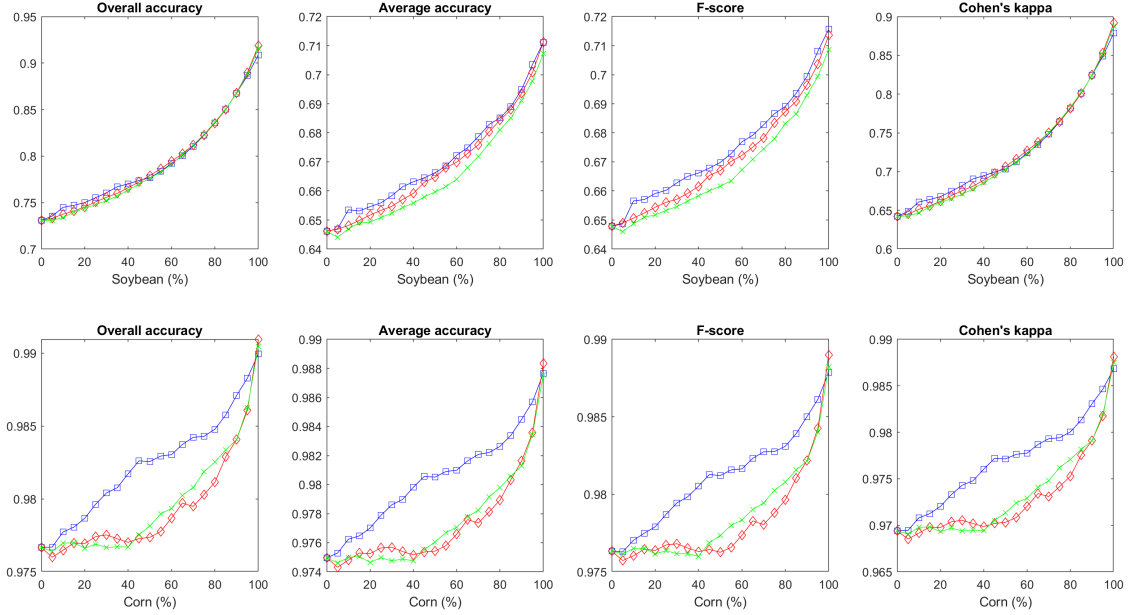 Overall accuracy
0.95
0.9
0.85
0.8
0.75
0.7
0 20 40 60 80 100
Soybean (%)
Average accuracy
0.72
0.71
0.7
0.69
0.68
0.67
0.66
0.65
0.64
0 20 40 60 80 100
Soybean (%)
F-score
0.72
0.71
0.7
0.69
0.68
0.67
0.66
0.65
0.64
0 20 40 60 80 100
Soybean (%)
Cohen's kappa
0.9
0.85
0.8
0.75
0.7
0.65
0.6
0 20 40 60 80 100
Soybean (%)
Overall accuracy
0.99
0.985
0.98
0.975
0 20 40 60 80 100
Corn (%)
Average accuracy
0.99
0.988
0.986
0.984
0.982
0.98
0.978
0.976
0.974
0 20 40 60 80 100
Corn (%)
F-score
0.99
0.985
0.98
0.975
0 20 40 60 80 100
Corn (%)
Cohen's kappa
0.99
0.985
0.98
0.975
0.97
0.965
0 20 40 60 80 100
Corn (%)